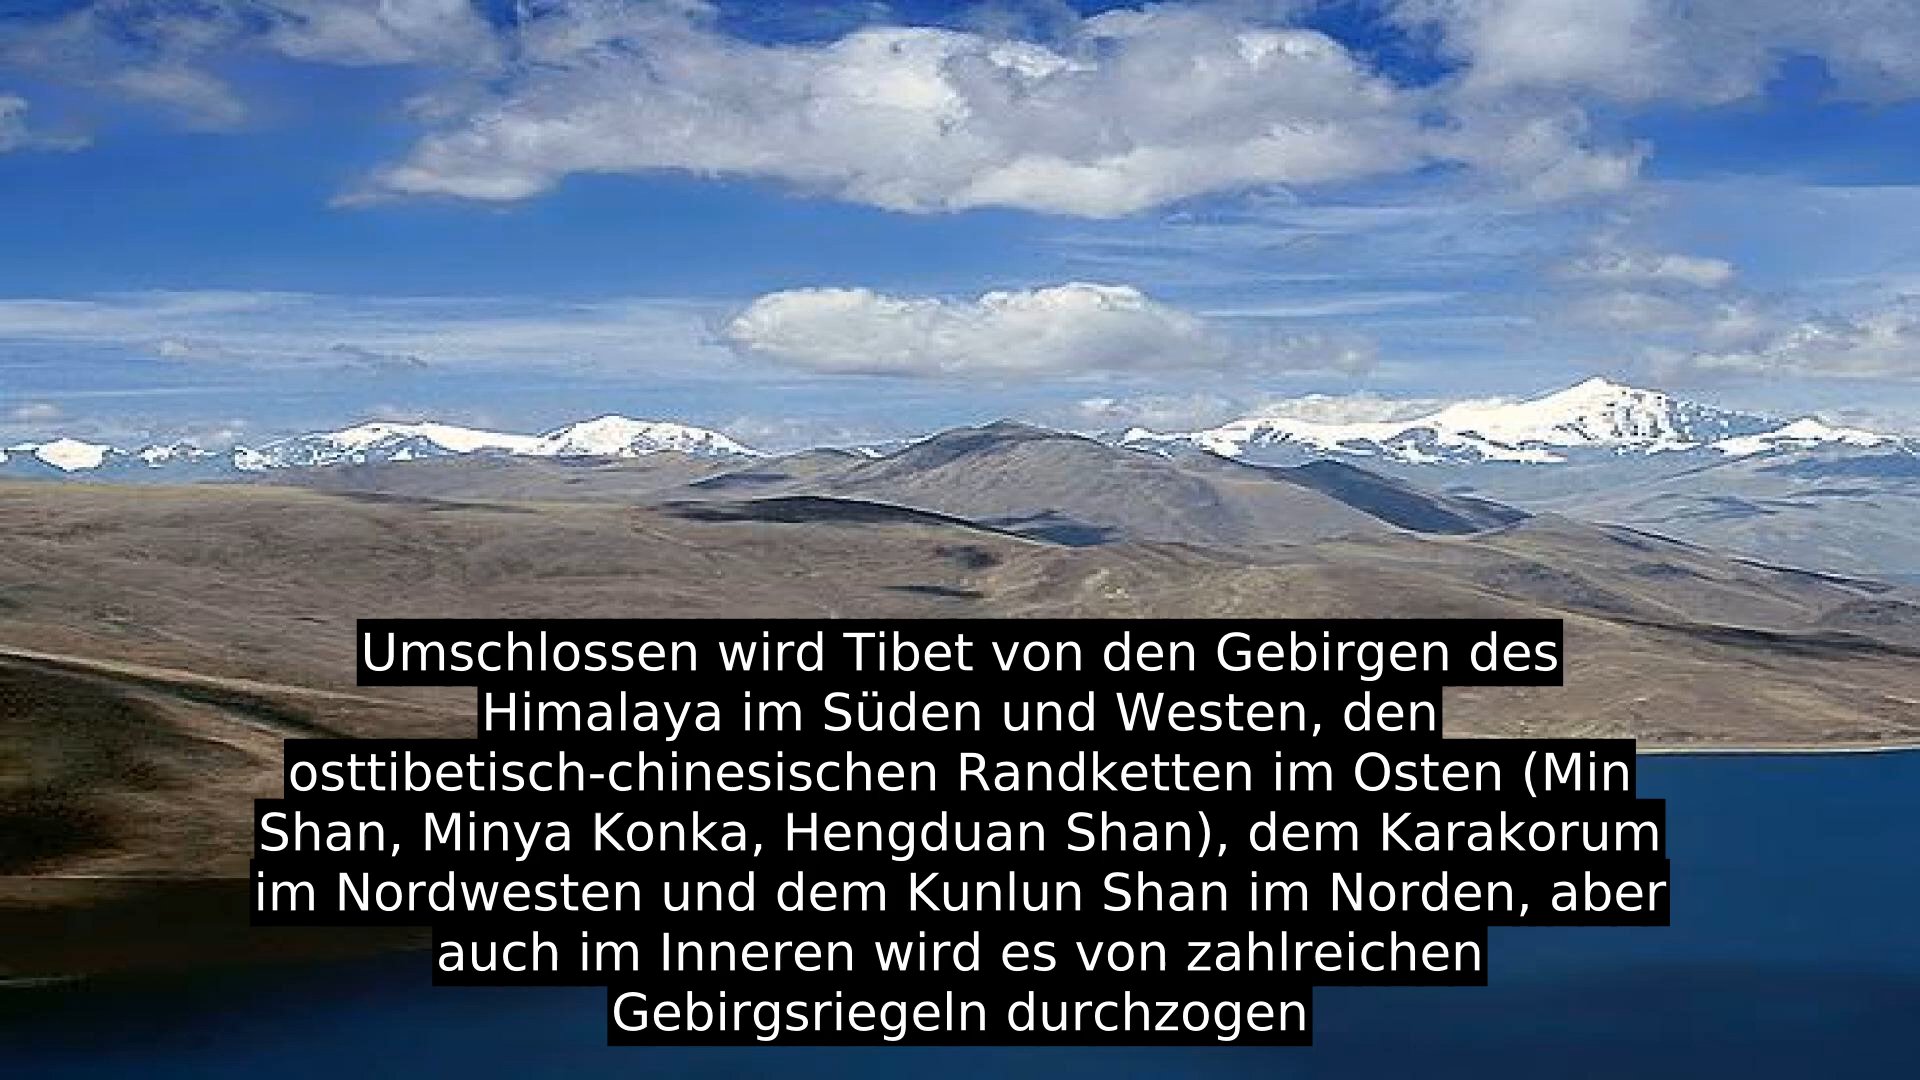 Umschlossen wird Tibet von den Gebirgen des
Himalaya im Süden und Westen, den
osttibetisch-chinesischen Randketten im Osten (Min
Shan, Minya Konka, Hengduan Shan), dem Karakorum
im Nordwesten und dem Kunlun Shan im Norden, aber
auch im Inneren wird es von zahlreichen
Gebirgsriegeln durchzogen